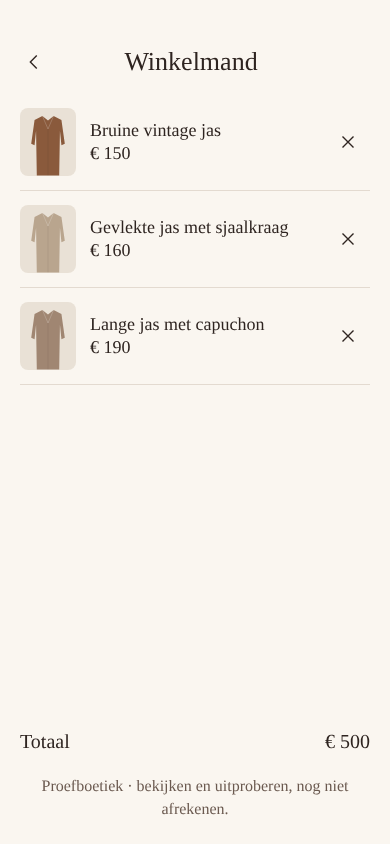 Winkelmand
Bruine vintage jas
€ 150
Gevlekte jas met sjaalkraag
€ 160
Lange jas met capuchon
€ 190
Totaal € 500
Proefboetiek · bekijken en uitproberen, nog niet
afrekenen.